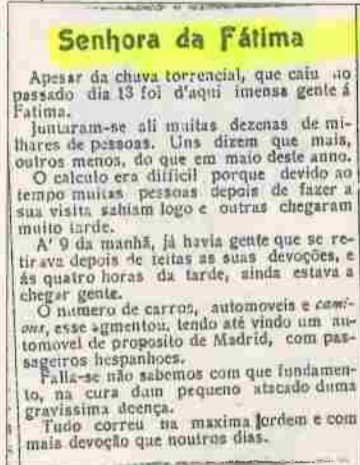 Senhora da Fátima
Apesar da chuva torrencial, que caiu no
passado dia 13 foi d'aqui imensa gente á
Fatima.
Juntaram-se ali muitas dezenas de mi-
lhares de pessoas. Uns dizem que mais,
outros menos, do que em maio deste anno.
O calculo era dificil porque devido ao
tempo muitas pessoas depois de fazer a
sua visita sahiam logo e outras chegaram
muito tarde.
A' 9 da manhã, já havia gente que se re-
tirava depois de feitas as suas devoções, e
ás quatro horas da tarde, ainda estava a
chegar gente.
O numero de carros, automoveis e cami-
ons, esse agmentou, tendo até vindo um au-
tomovel de proposito de Madrid, com pas-
sageiros hespanhoes.
Falla-se não sabemos com que fundamen-
to, na cura dum pequeno atacado duma
gravissima doença.
Tudo correu na maxima ordem e com
mais devoção que noutros dias.